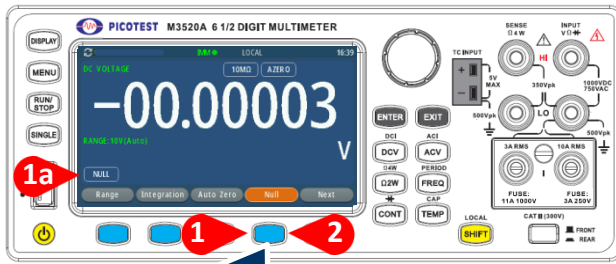 PICOTEST M3520A 6 1/2 DIGIT MULTIMETER
DISPLAY
MENU
RUN/
STOP
SINGLE
IMM LOCAL 16:39
DC VOLTAGE 10MΩ AZERO
−00.00003
V
RANGE: 10V(Auto)
NULL
Range Integration Auto Zero Null Next
1a
1
2
ENTER EXIT
DCI ACI
DCV ACV
Ω4W PERIOD
Ω2W FREQ
CAP
CONT TEMP
LOCAL
SHIFT
SENSE
Ω 4 W
INPUT
V Ω
HI
TC INPUT
+
−
5V
MAX
350Vpk
1000VDC
750VAC
LO
500Vpk
500Vpk
3A RMS 10A RMS
I
FUSE:
11A 1000V
FUSE:
3A 250V
CAT II (300V)
FRONT
REAR